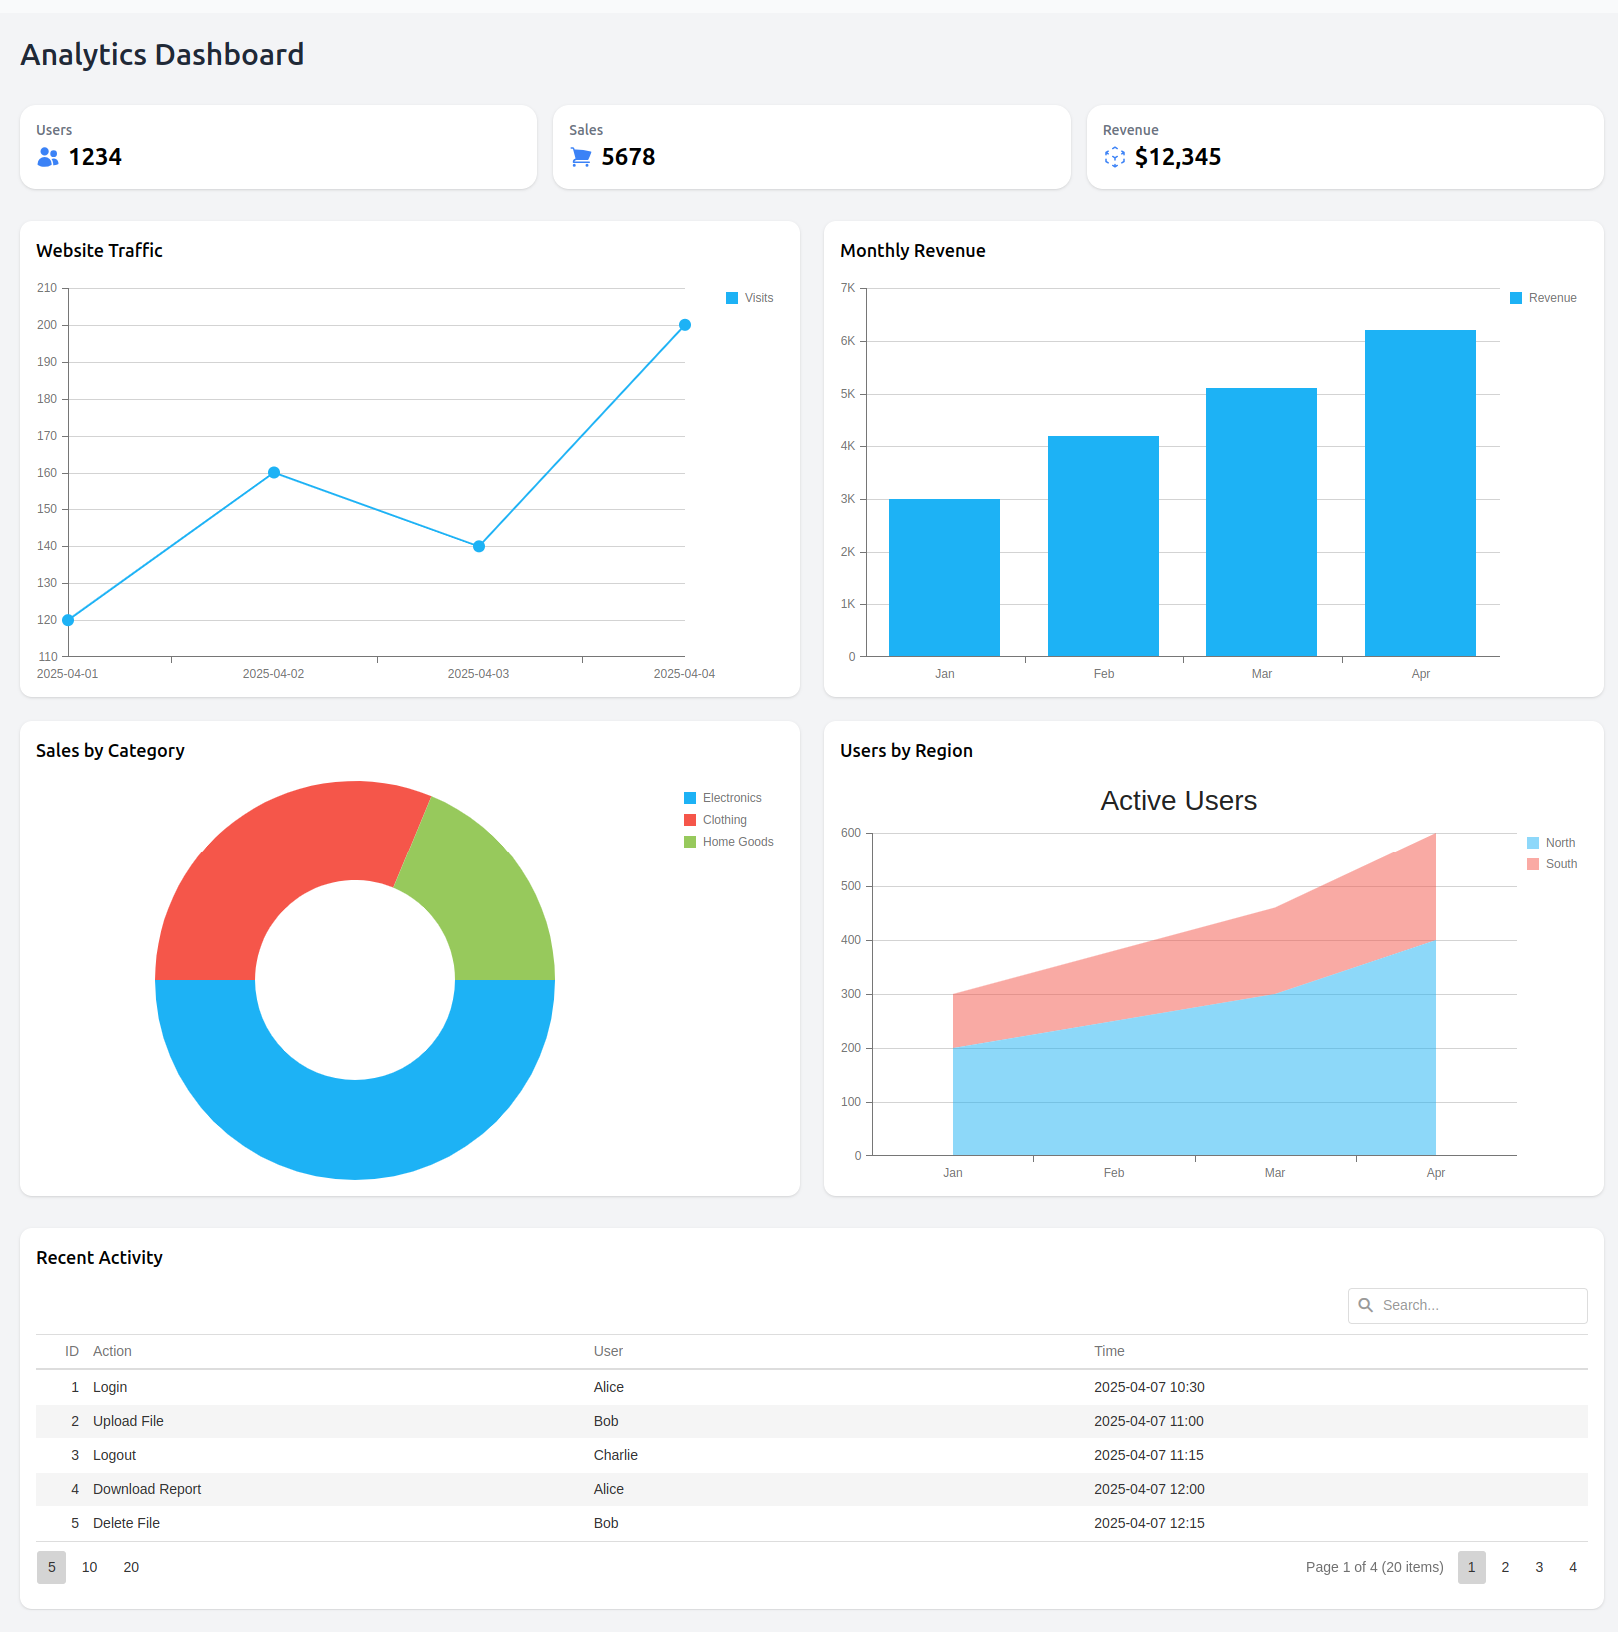 Analytics Dashboard
Users
1234
Sales
5678
Revenue
$12,345
Website Traffic
210
200
190
180
170
160
150
140
130
120
110
2025-04-01 2025-04-02 2025-04-03 2025-04-04
Visits
Monthly Revenue
7K
6K
5K
4K
3K
2K
1K
0
Jan Feb Mar Apr
Revenue
Sales by Category
Electronics
Clothing
Home Goods
Users by Region
Active Users
600
500
400
300
200
100
0
Jan Feb Mar Apr
North
South
Recent Activity
Search...
ID Action User Time
1 Login Alice 2025-04-07 10:30
2 Upload File Bob 2025-04-07 11:00
3 Logout Charlie 2025-04-07 11:15
4 Download Report Alice 2025-04-07 12:00
5 Delete File Bob 2025-04-07 12:15
5 10 20 Page 1 of 4 (20 items) 1 2 3 4